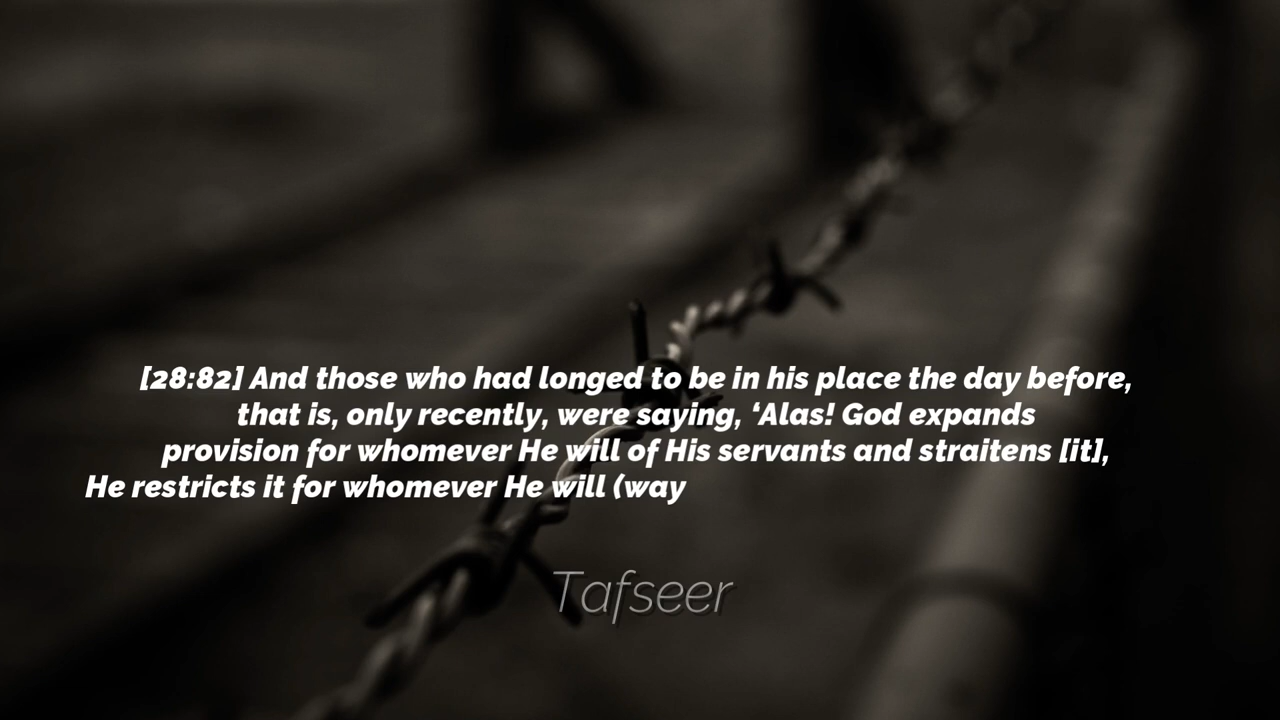 [28:82] And those who had longed to be in his place the day before,
that is, only recently, were saying, ‘Alas! God expands
provision for whomever He will of His servants and straitens [it],
He restricts it for whomever He will (way
Tafseer